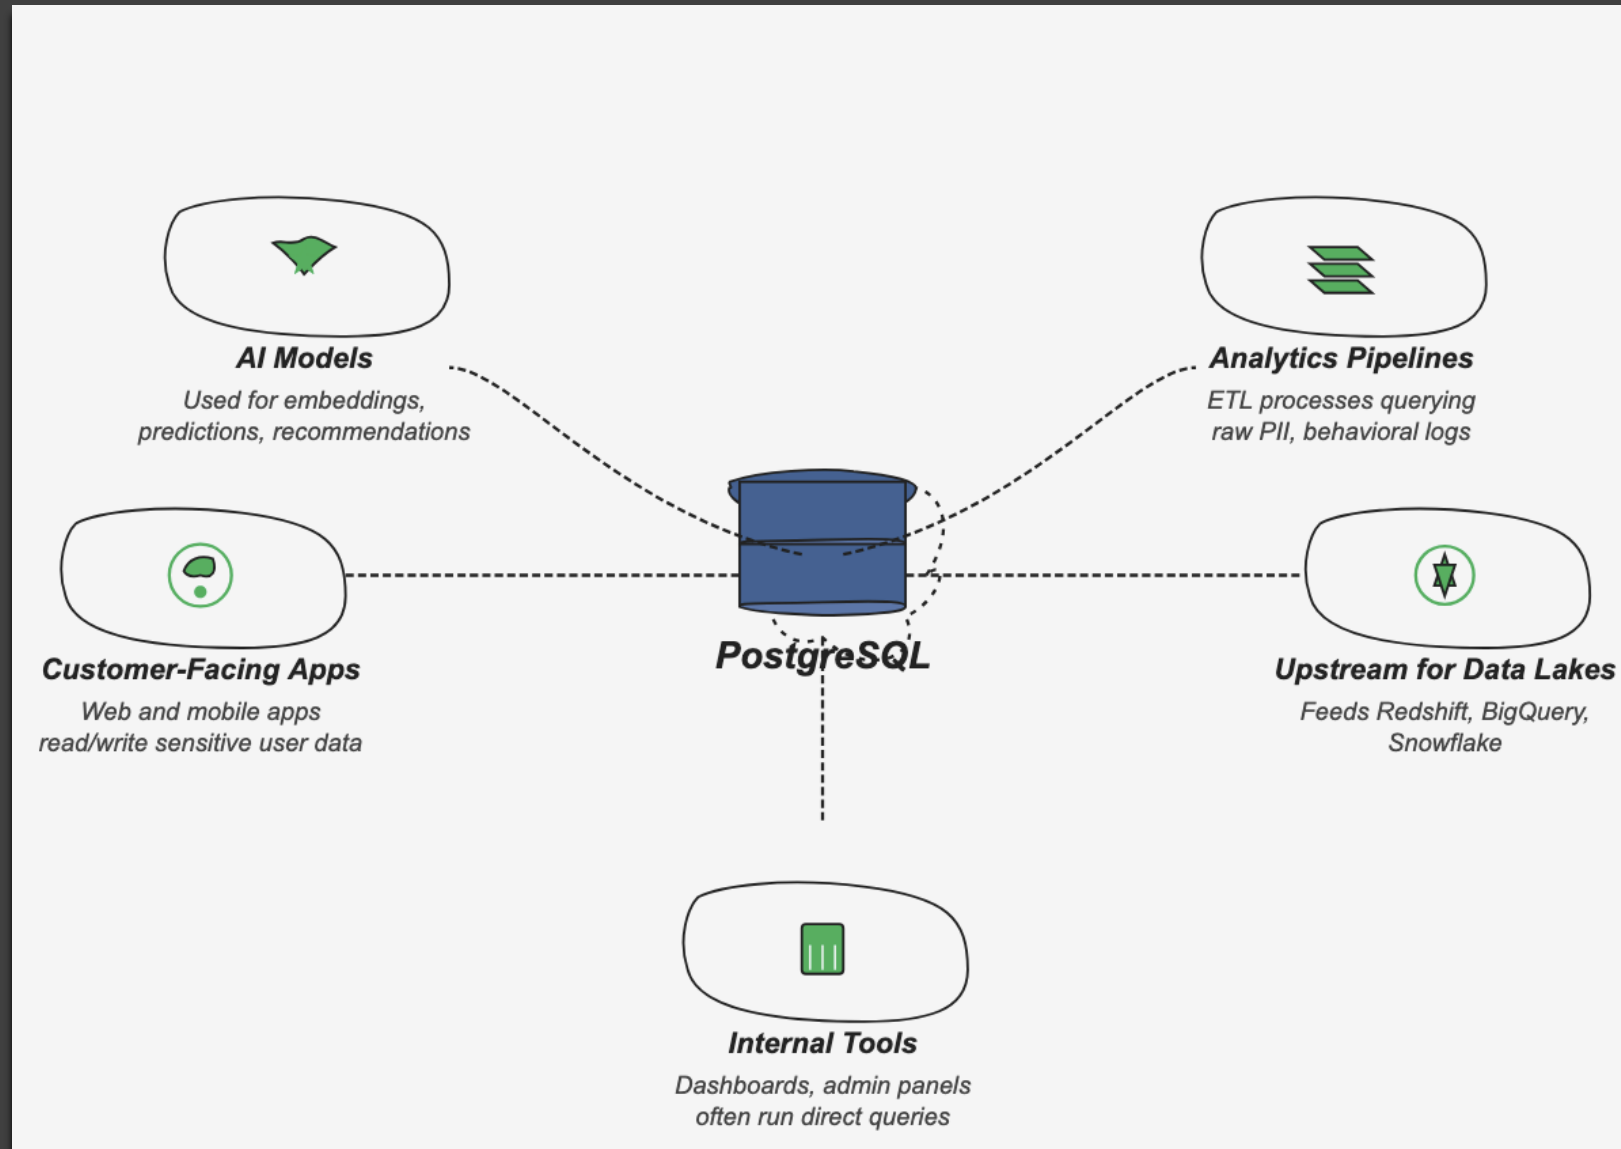 AI Models
Used for embeddings,
predictions, recommendations
Analytics Pipelines
ETL processes querying
raw PII, behavioral logs
Customer-Facing Apps
Web and mobile apps
read/write sensitive user data
PostgreSQL
Upstream for Data Lakes
Feeds Redshift, BigQuery,
Snowflake
Internal Tools
Dashboards, admin panels
often run direct queries